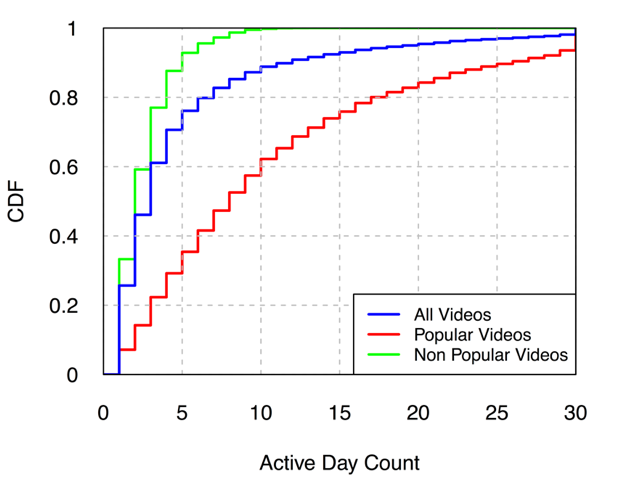 1
0.8
0.6
0.4
0.2
0
CDF
All Videos
Popular Videos
Non Popular Videos
0 5 10 15 20 25 30
Active Day Count